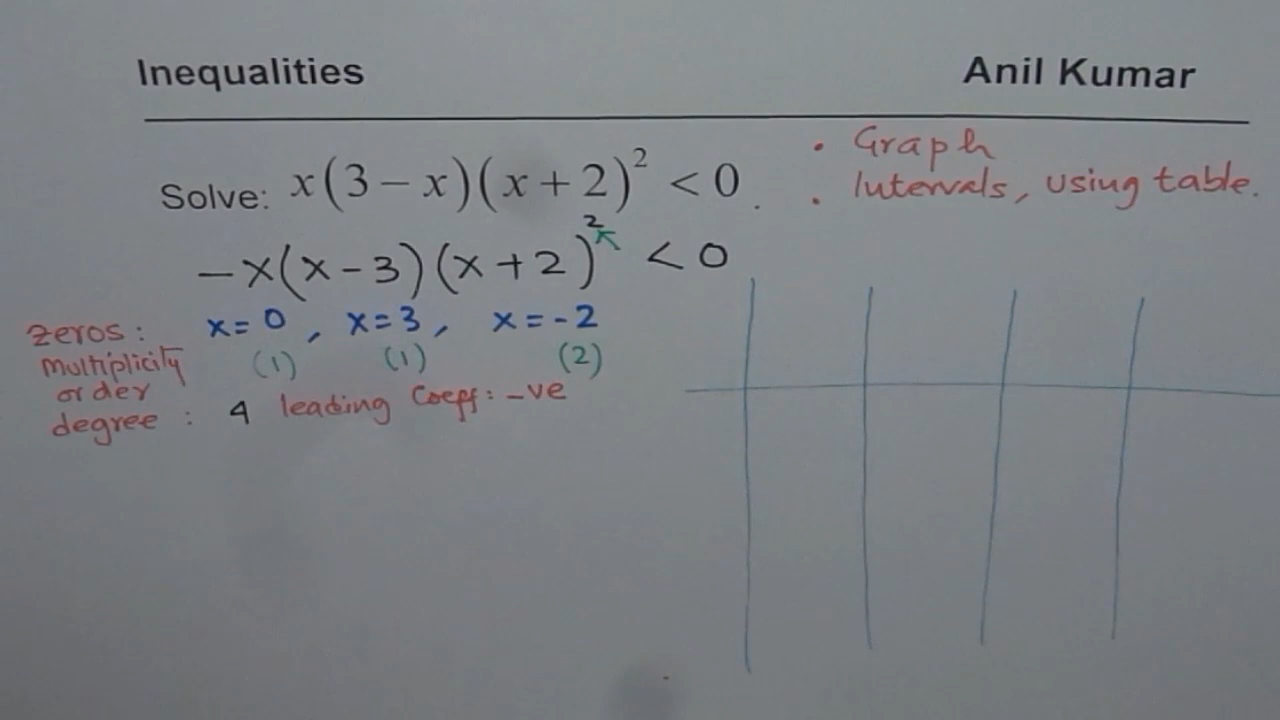 Inequalities Anil Kumar
Solve: x(3 − x)(x + 2)² < 0 .
• Graph
• Intervals, using table.
−x(x − 3)(x + 2)² < 0
zeros: x = 0 , x = 3 , x = −2
Multiplicity (1) (1) (2)
order
degree : 4 leading Coeff: −ve